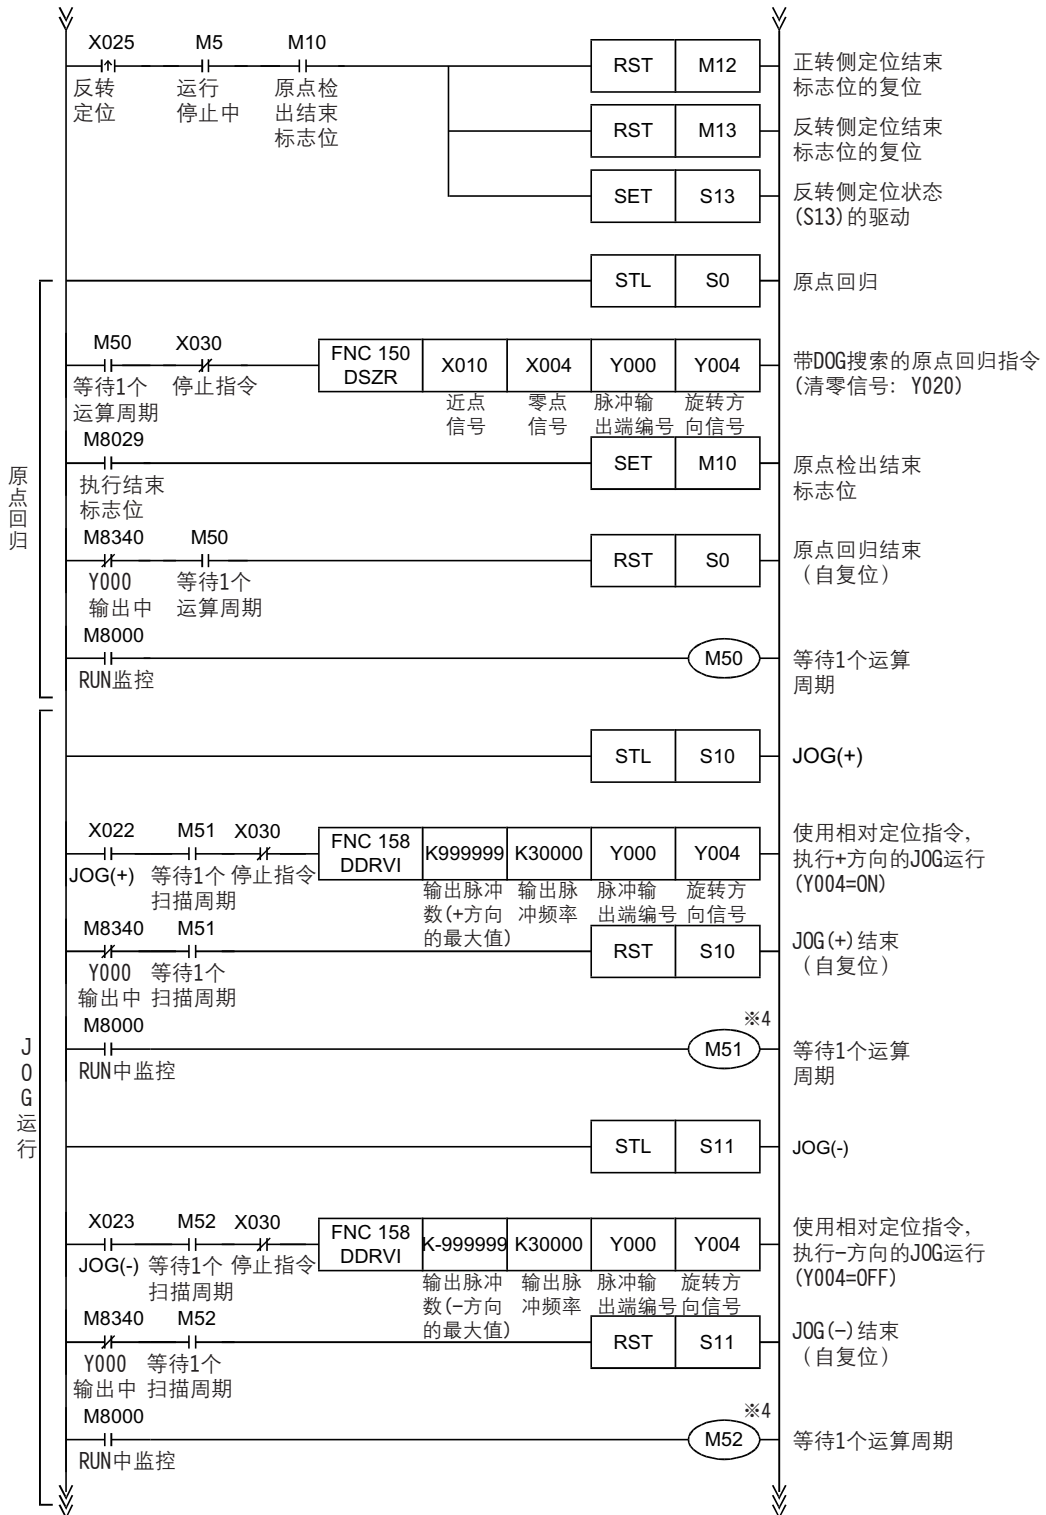 X025 M5 M10
RST M12 正转侧定位结束
标志位的复位
反转 运行 原点检
定位 停止中 出结束
标志位
RST M13 反转侧定位结束
标志位的复位
SET S13 反转侧定位状态
(S13)的驱动
STL S0 原点回归
M50 X030
FNC 150 DSZR X010 X004 Y000 Y004 带DOG搜索的原点回归指令
(清零信号: Y020)
等待1个 停止指令
运算周期
近点 零点 脉冲输 旋转方
信号 信号 出端编号 向信号
M8029
SET M10 原点检出结束
标志位
执行结束
标志位
原点回归
M8340 M50
RST S0 原点回归结束
(自复位)
Y000 等待1个
输出中 运算周期
M8000
M50 等待1个运算
周期
RUN监控
STL S10 JOG(+)
X022 M51 X030
FNC 158 DDRVI K999999 K30000 Y000 Y004 使用相对定位指令,
执行+方向的JOG运行
(Y004=ON)
JOG(+) 等待1个 停止指令
扫描周期
输出脉冲 输出脉 脉冲输 旋转方
数(+方向 冲频率 出端编号 向信号
的最大值)
M8340 M51
RST S10 JOG(+)结束
(自复位)
Y000 等待1个
输出中 扫描周期
M8000 ※4
M51 等待1个运算
周期
RUN中监控
JOG运行
STL S11 JOG(-)
X023 M52 X030
FNC 158 DDRVI K-999999 K30000 Y000 Y004 使用相对定位指令,
执行-方向的JOG运行
(Y004=OFF)
JOG(-) 等待1个 停止指令
扫描周期
输出脉冲 输出脉 脉冲输 旋转方
数(-方向 冲频率 出端编号 向信号
的最大值)
M8340 M52
RST S11 JOG(-)结束
(自复位)
Y000 等待1个
输出中 扫描周期
M8000 ※4
M52 等待1个运算周期
RUN中监控